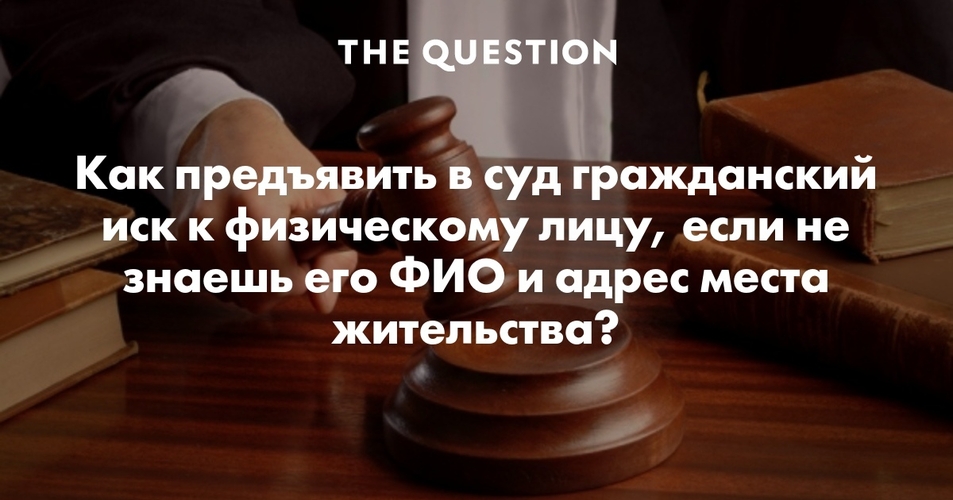 THE QUESTION
Как предъявить в суд гражданский
иск к физическому лицу, если не
знаешь его ФИО и адрес места
жительства?